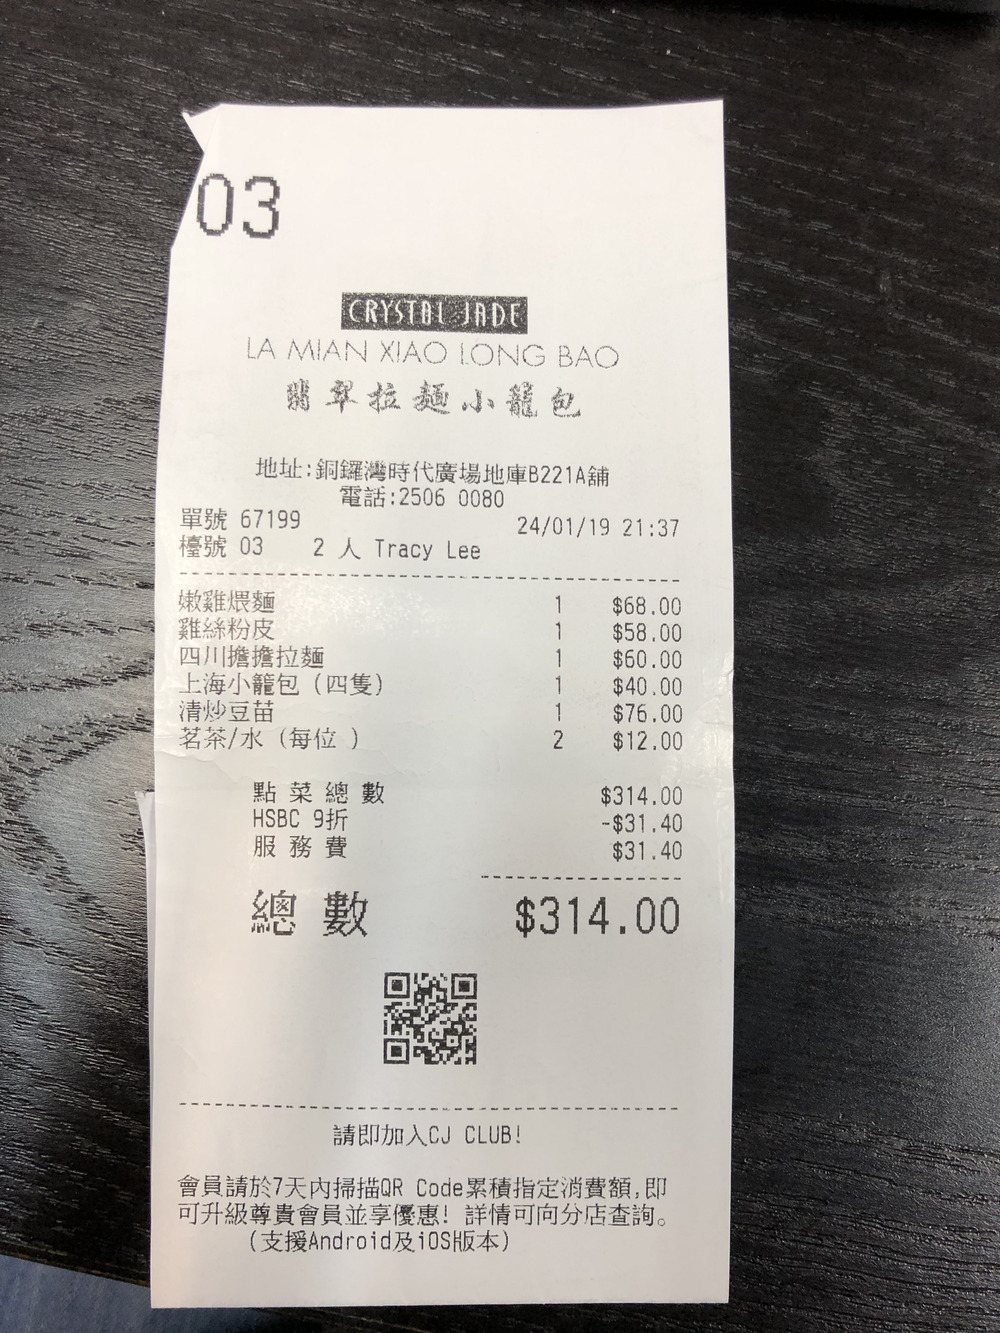 03
CRYSTAL JADE
LA MIAN XIAO LONG BAO
翡翠拉麵小籠包
地址:銅鑼灣時代廣場地庫B221A舖
電話:2506 0080
單號 67199 24/01/19 21:37
檯號 03 2 人 Tracy Lee
嫩雞煨麵 1 $68.00
雞絲粉皮 1 $58.00
四川擔擔拉麵 1 $60.00
上海小籠包（四隻） 1 $40.00
清炒豆苗 1 $76.00
茗茶/水（每位 ） 2 $12.00
點菜總數 $314.00
HSBC 9折 -$31.40
服務費 $31.40
總數 $314.00
請即加入CJ CLUB!
會員請於7天內掃描QR Code累積指定消費額,即
可升級尊貴會員並享優惠! 詳情可向分店查詢。
(支援Android及iOS版本)